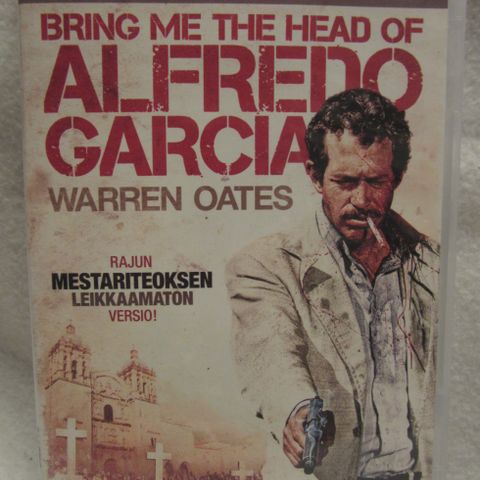 BRING ME THE HEAD OF
ALFREDO
GARCIA
WARREN OATES
RAJUN
MESTARITEOKSEN
LEIKKAAMATON
VERSIO!